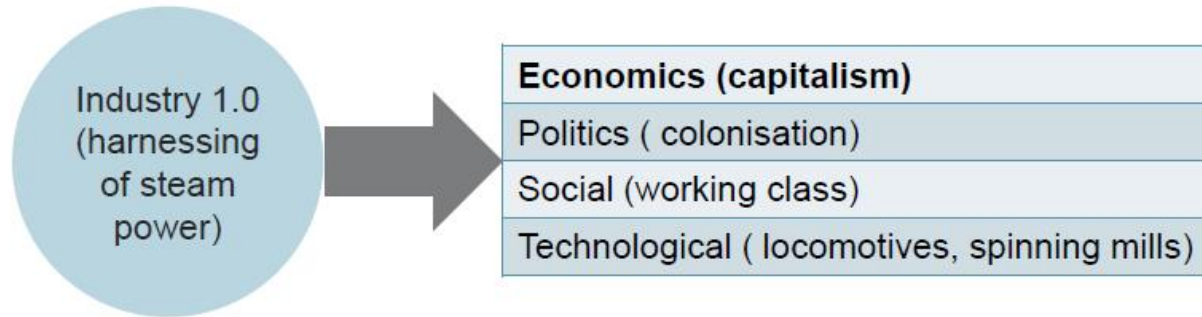 Industry 1.0
(harnessing
of steam
power)
Economics (capitalism)
Politics ( colonisation)
Social (working class)
Technological ( locomotives, spinning mills)